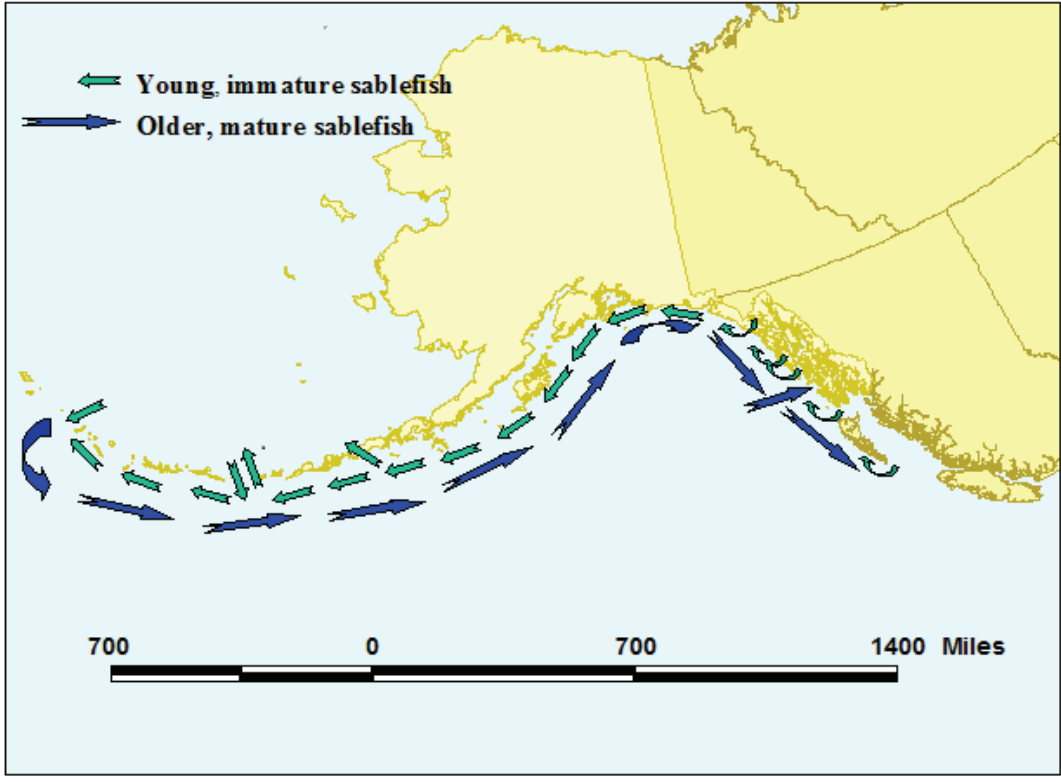 Young, immature sablefish
Older, mature sablefish
700 0 700 1400 Miles